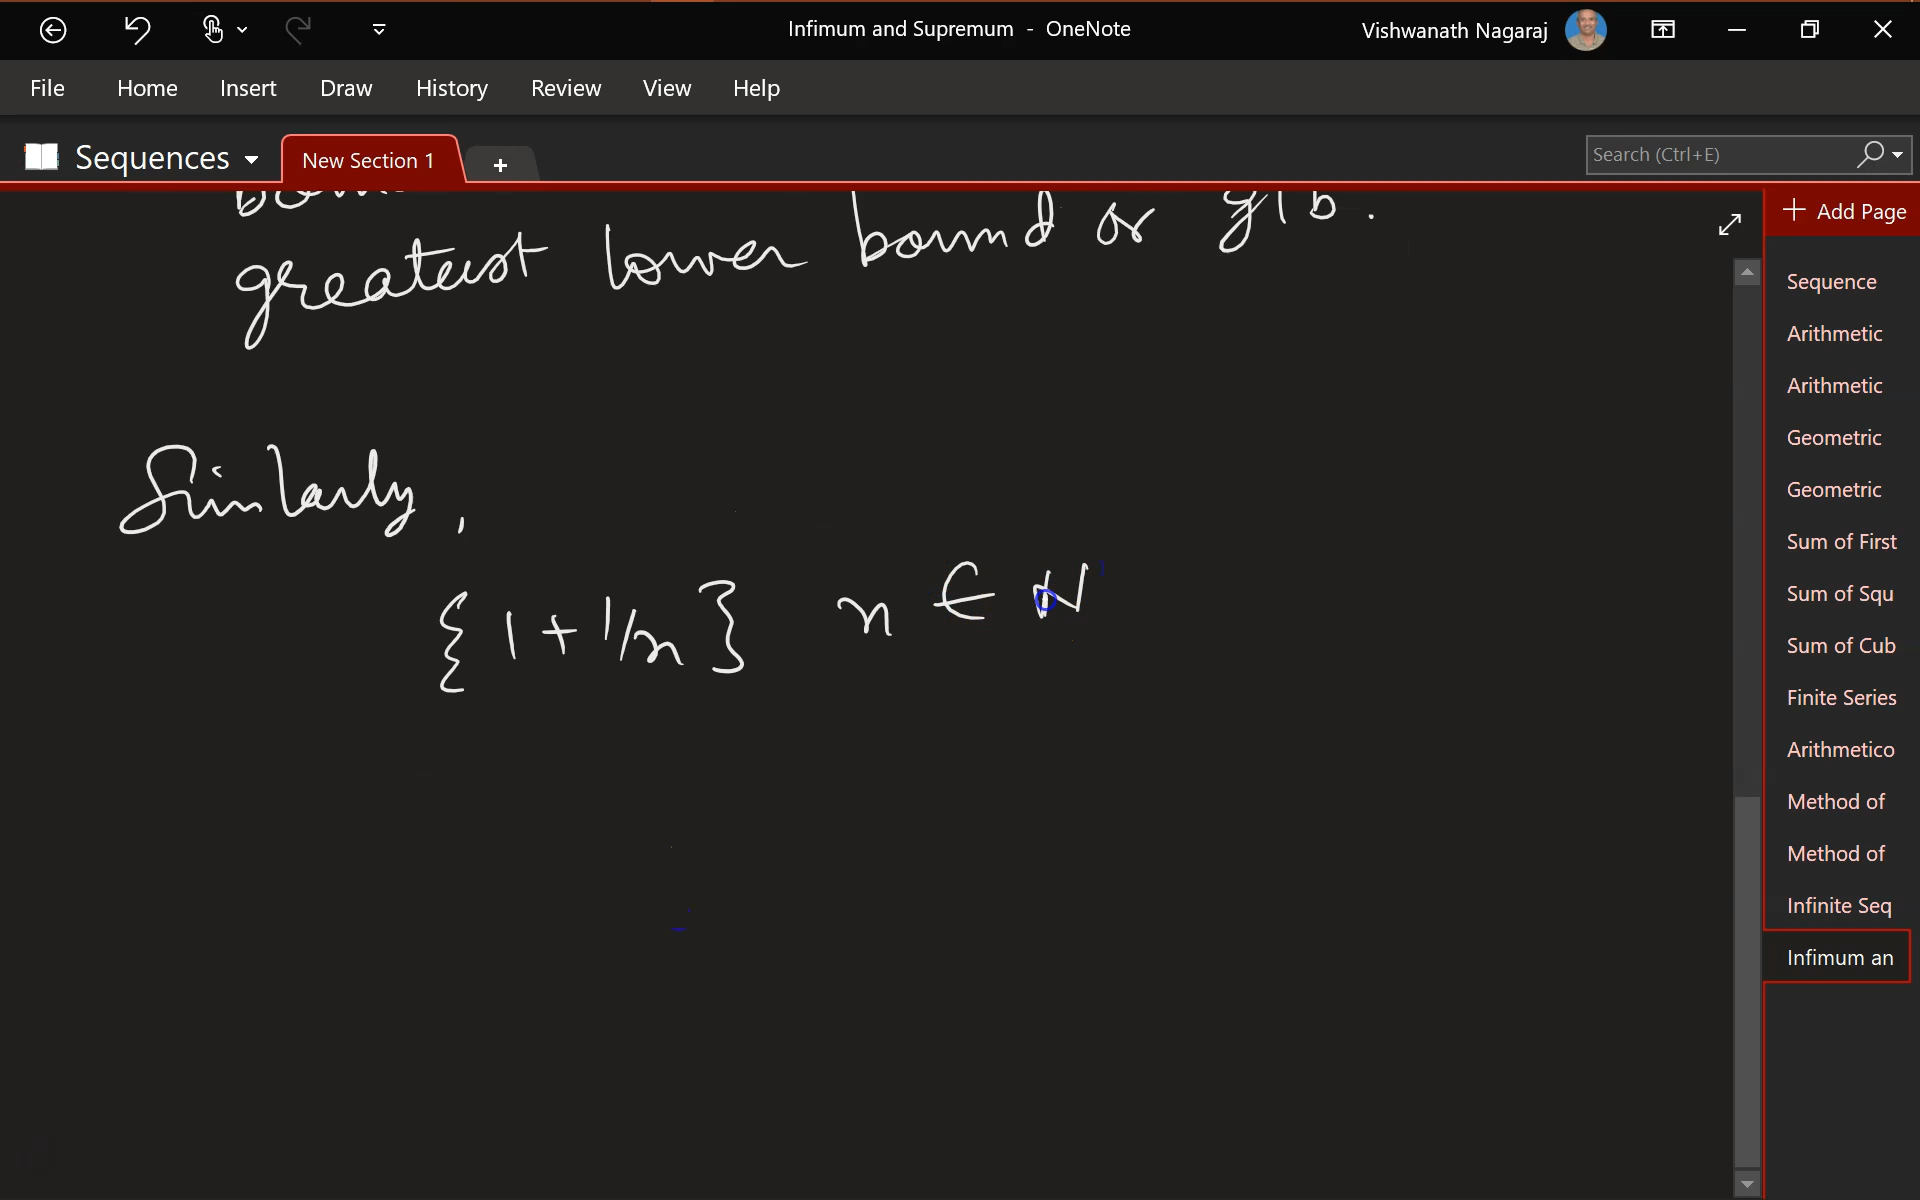 Infimum and Supremum - OneNote
Vishwanath Nagaraj
File Home Insert Draw History Review View Help
Sequences
New Section 1
+
Search (Ctrl+E)
+ Add Page
greatest lower bound or glb.
Similarly,
{ 1 + 1/n } n ∈ N
Sequence
Arithmetic
Arithmetic
Geometric
Geometric
Sum of First
Sum of Squ
Sum of Cub
Finite Series
Arithmetico
Method of
Method of
Infinite Seq
Infimum an